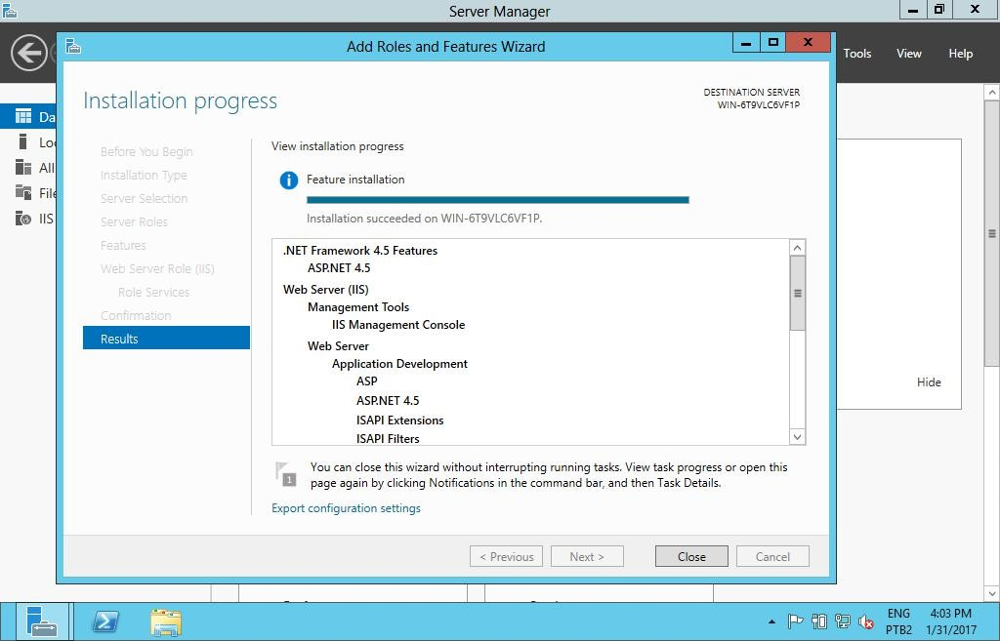 Server Manager
Add Roles and Features Wizard
Tools View Help
Installation progress
DESTINATION SERVER
WIN-6T9VLC6VF1P
Da
Loc
All
File
IIS
Before You Begin
Installation Type
Server Selection
Server Roles
Features
Web Server Role (IIS)
Role Services
Confirmation
Results
View installation progress
Feature installation
Installation succeeded on WIN-6T9VLC6VF1P.
.NET Framework 4.5 Features
ASP.NET 4.5
Web Server (IIS)
Management Tools
IIS Management Console
Web Server
Application Development
ASP
ASP.NET 4.5
ISAPI Extensions
ISAPI Filters
Hide
1
You can close this wizard without interrupting running tasks. View task progress or open this
page again by clicking Notifications in the command bar, and then Task Details.
Export configuration settings
< Previous Next > Close Cancel
ENG 4:03 PM
PTB2 1/31/2017